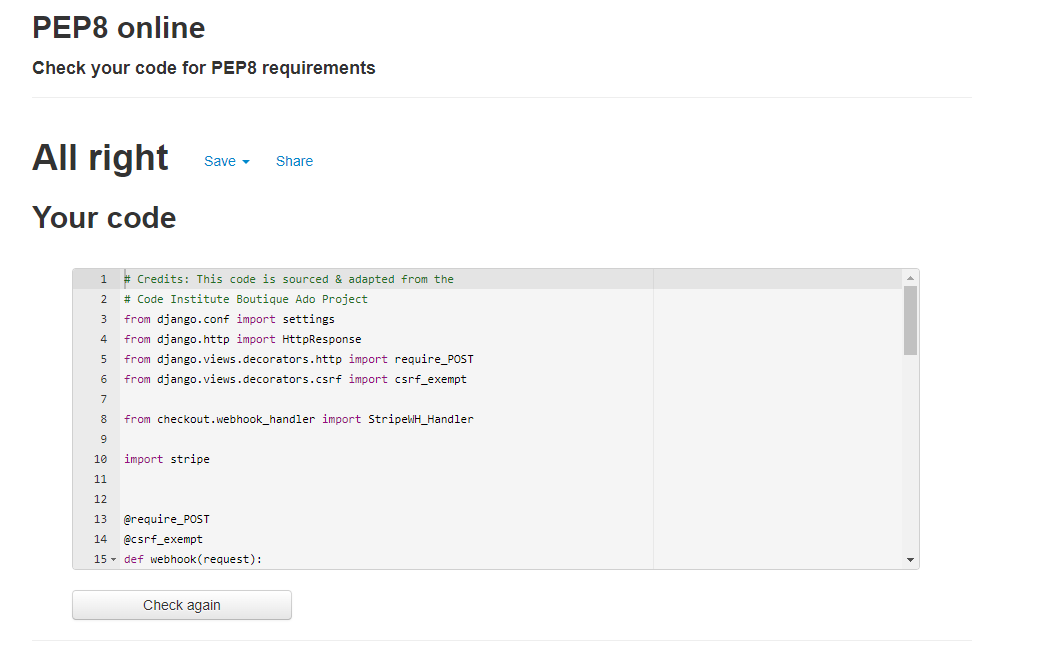 PEP8 online
Check your code for PEP8 requirements
All right Save Share
Your code
1 # Credits: This code is sourced & adapted from the
2 # Code Institute Boutique Ado Project
3 from django.conf import settings
4 from django.http import HttpResponse
5 from django.views.decorators.http import require_POST
6 from django.views.decorators.csrf import csrf_exempt
7
8 from checkout.webhook_handler import StripeWH_Handler
9
10 import stripe
11
12
13 @require_POST
14 @csrf_exempt
15 def webhook(request):
Check again